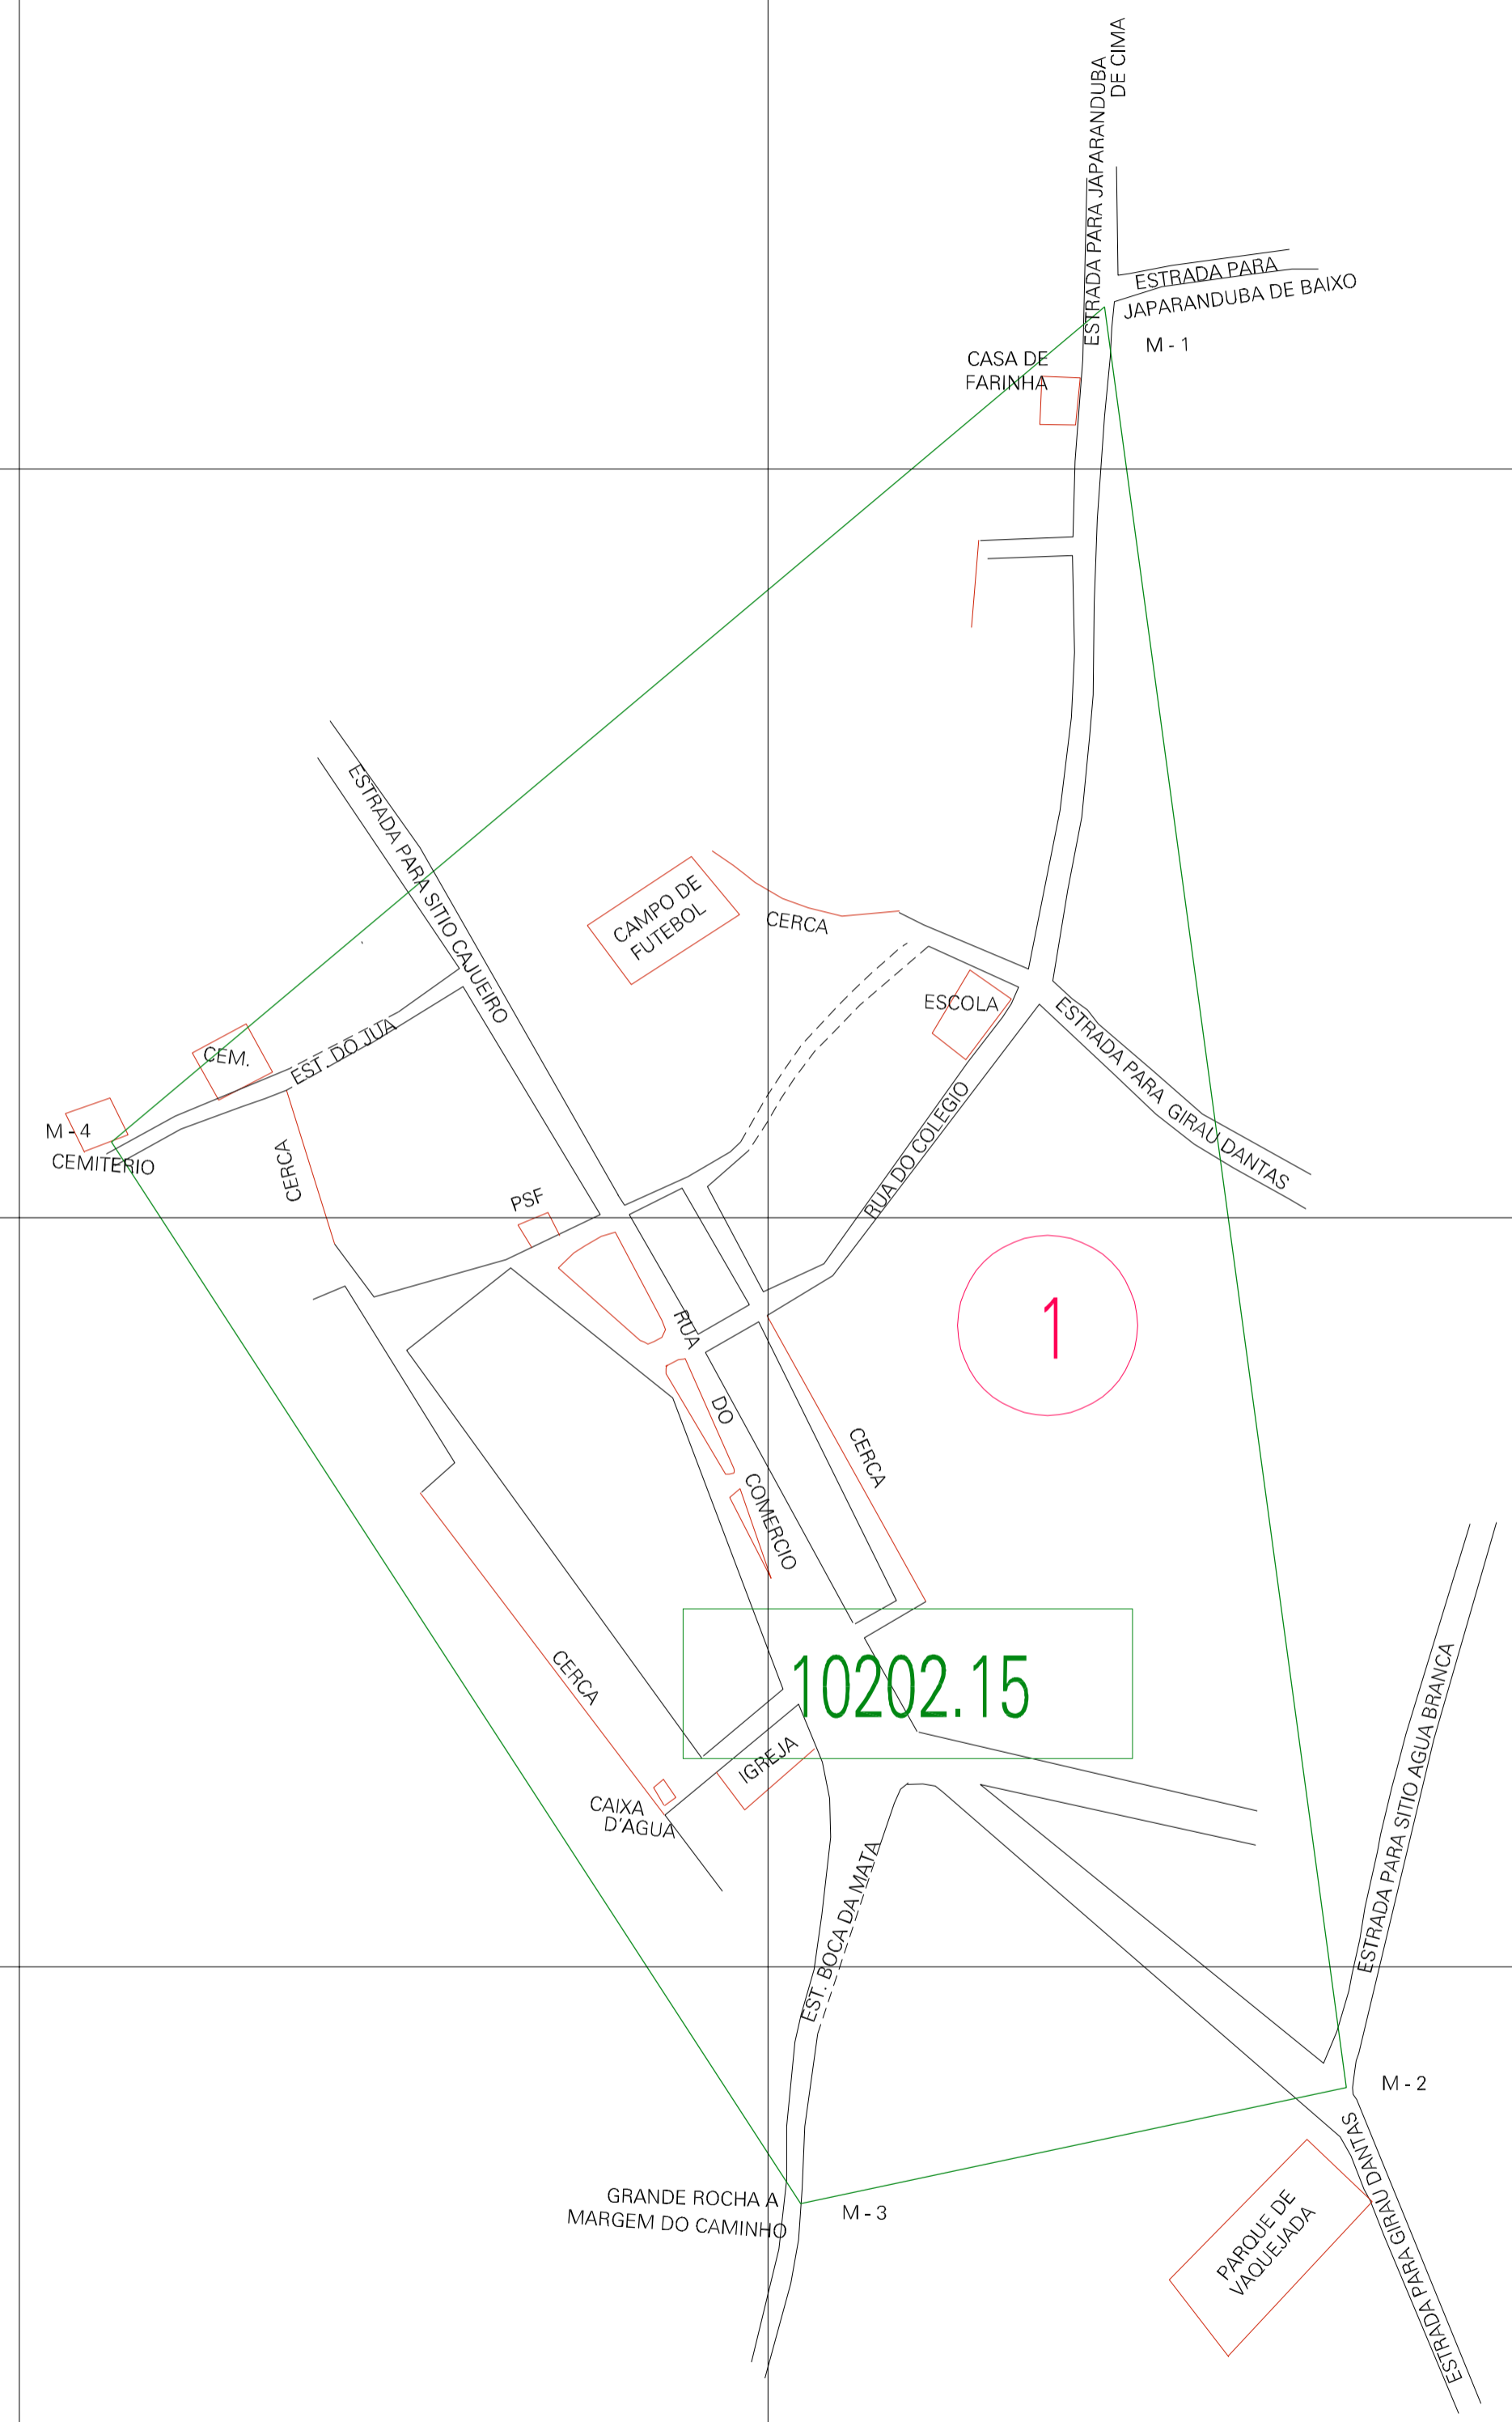 ESTRADA PARA JAPARANDUBA
DE CIMA
ESTRADA PARA
JAPARANDUBA DE BAIXO
M - 1
CASA DE
FARINHA
ESTRADA PARA SITIO CAJUEIRO
CAMPO DE
FUTEBOL
CERCA
ESCOLA
ESTRADA PARA GIRAU DANTAS
EST. DO JUA
CEM.
M - 4
CEMITERIO
CERCA
PSF
RUA DO COLEGIO
1
RUA
DO
COMERCIO
CERCA
CERCA
10202.15
IGREJA
CAIXA
D'AGUA
EST. BOCA DA MATA
ESTRADA PARA SITIO AGUA BRANCA
M - 2
GRANDE ROCHA A
MARGEM DO CAMINHO
M - 3
PARQUE DE
VAQUEJADA
ESTRADA PARA GIRAU DANTAS